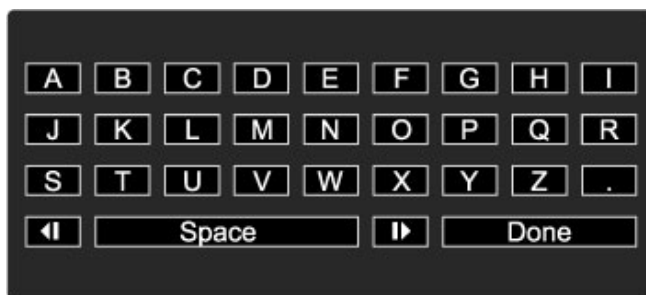 A B C D E F G H I
J K L M N O P Q R
S T U V W X Y Z .
Space Done